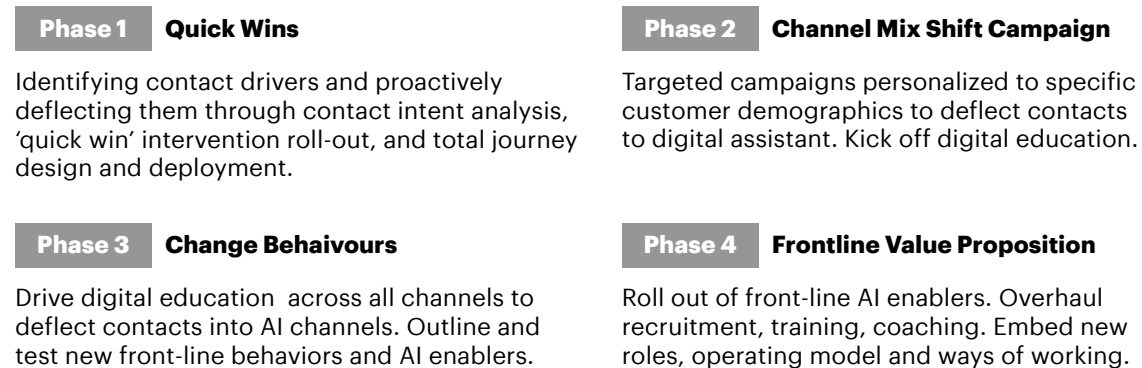 Phase 1 Quick Wins
Identifying contact drivers and proactively
deflecting them through contact intent analysis,
‘quick win’ intervention roll-out, and total journey
design and deployment.
Phase 2 Channel Mix Shift Campaign
Targeted campaigns personalized to specific
customer demographics to deflect contacts
to digital assistant. Kick off digital education.
Phase 3 Change Behaivours
Drive digital education across all channels to
deflect contacts into AI channels. Outline and
test new front-line behaviors and AI enablers.
Phase 4 Frontline Value Proposition
Roll out of front-line AI enablers. Overhaul
recruitment, training, coaching. Embed new
roles, operating model and ways of working.